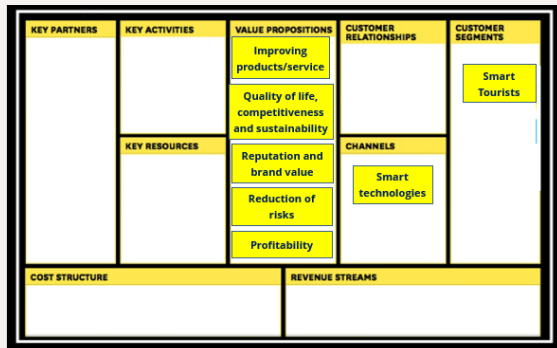 KEY PARTNERS
KEY ACTIVITIES
VALUE PROPOSITIONS
CUSTOMER
RELATIONSHIPS
CUSTOMER
SEGMENTS
Improving
products/service
Quality of life,
competitiveness
and sustainability
Reputation and
brand value
Reduction of
risks
Profitability
Smart
Tourists
KEY RESOURCES
CHANNELS
Smart
technologies
COST STRUCTURE
REVENUE STREAMS